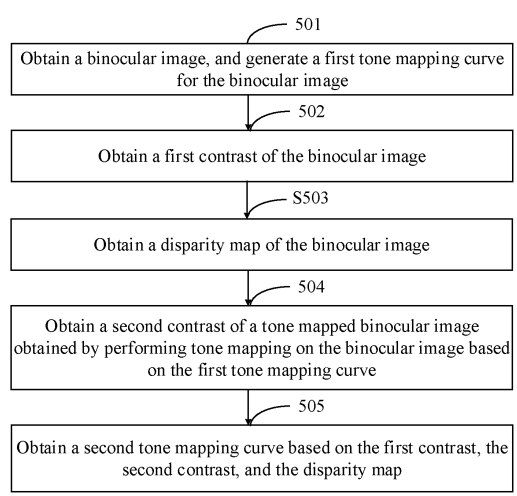 501
Obtain a binocular image, and generate a first tone mapping curve
for the binocular image
502
Obtain a first contrast of the binocular image
S503
Obtain a disparity map of the binocular image
504
Obtain a second contrast of a tone mapped binocular image
obtained by performing tone mapping on the binocular image based
on the first tone mapping curve
505
Obtain a second tone mapping curve based on the first contrast, the
second contrast, and the disparity map